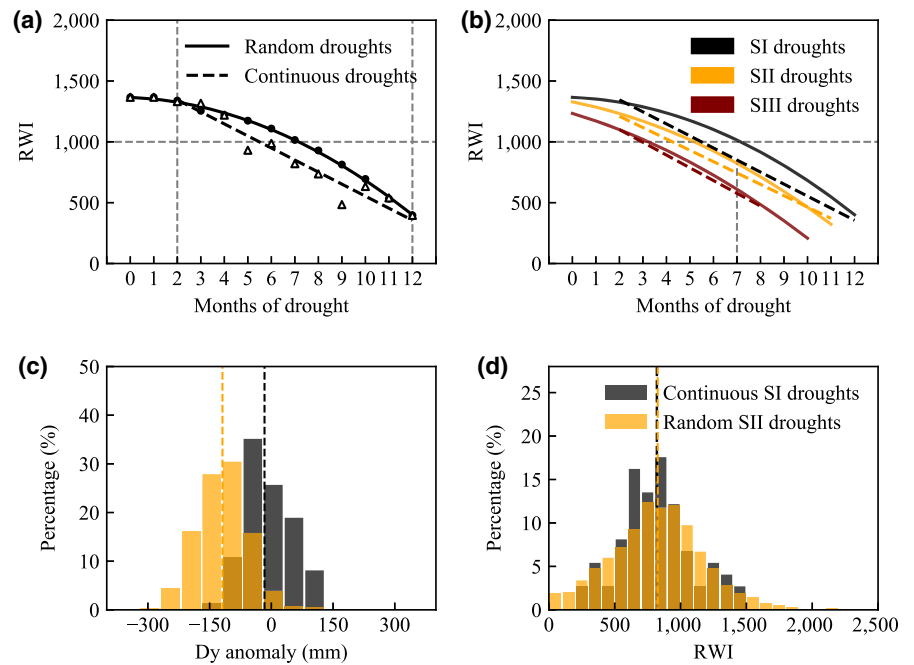 (a)
2,000
1,500
1,000
500
0
RWI
Random droughts
Continuous droughts
0 1 2 3 4 5 6 7 8 9 10 11 12
Months of drought
(b)
2,000
1,500
1,000
500
0
RWI
SI droughts
SII droughts
SIII droughts
0 1 2 3 4 5 6 7 8 9 10 11 12
Months of drought
(c)
50
40
30
20
10
0
Percentage (%)
−300 −150 0 150 300
Dy anomaly (mm)
(d)
25
20
15
10
5
0
Percentage (%)
Continuous SI droughts
Random SII droughts
0 500 1,000 1,500 2,000 2,500
RWI